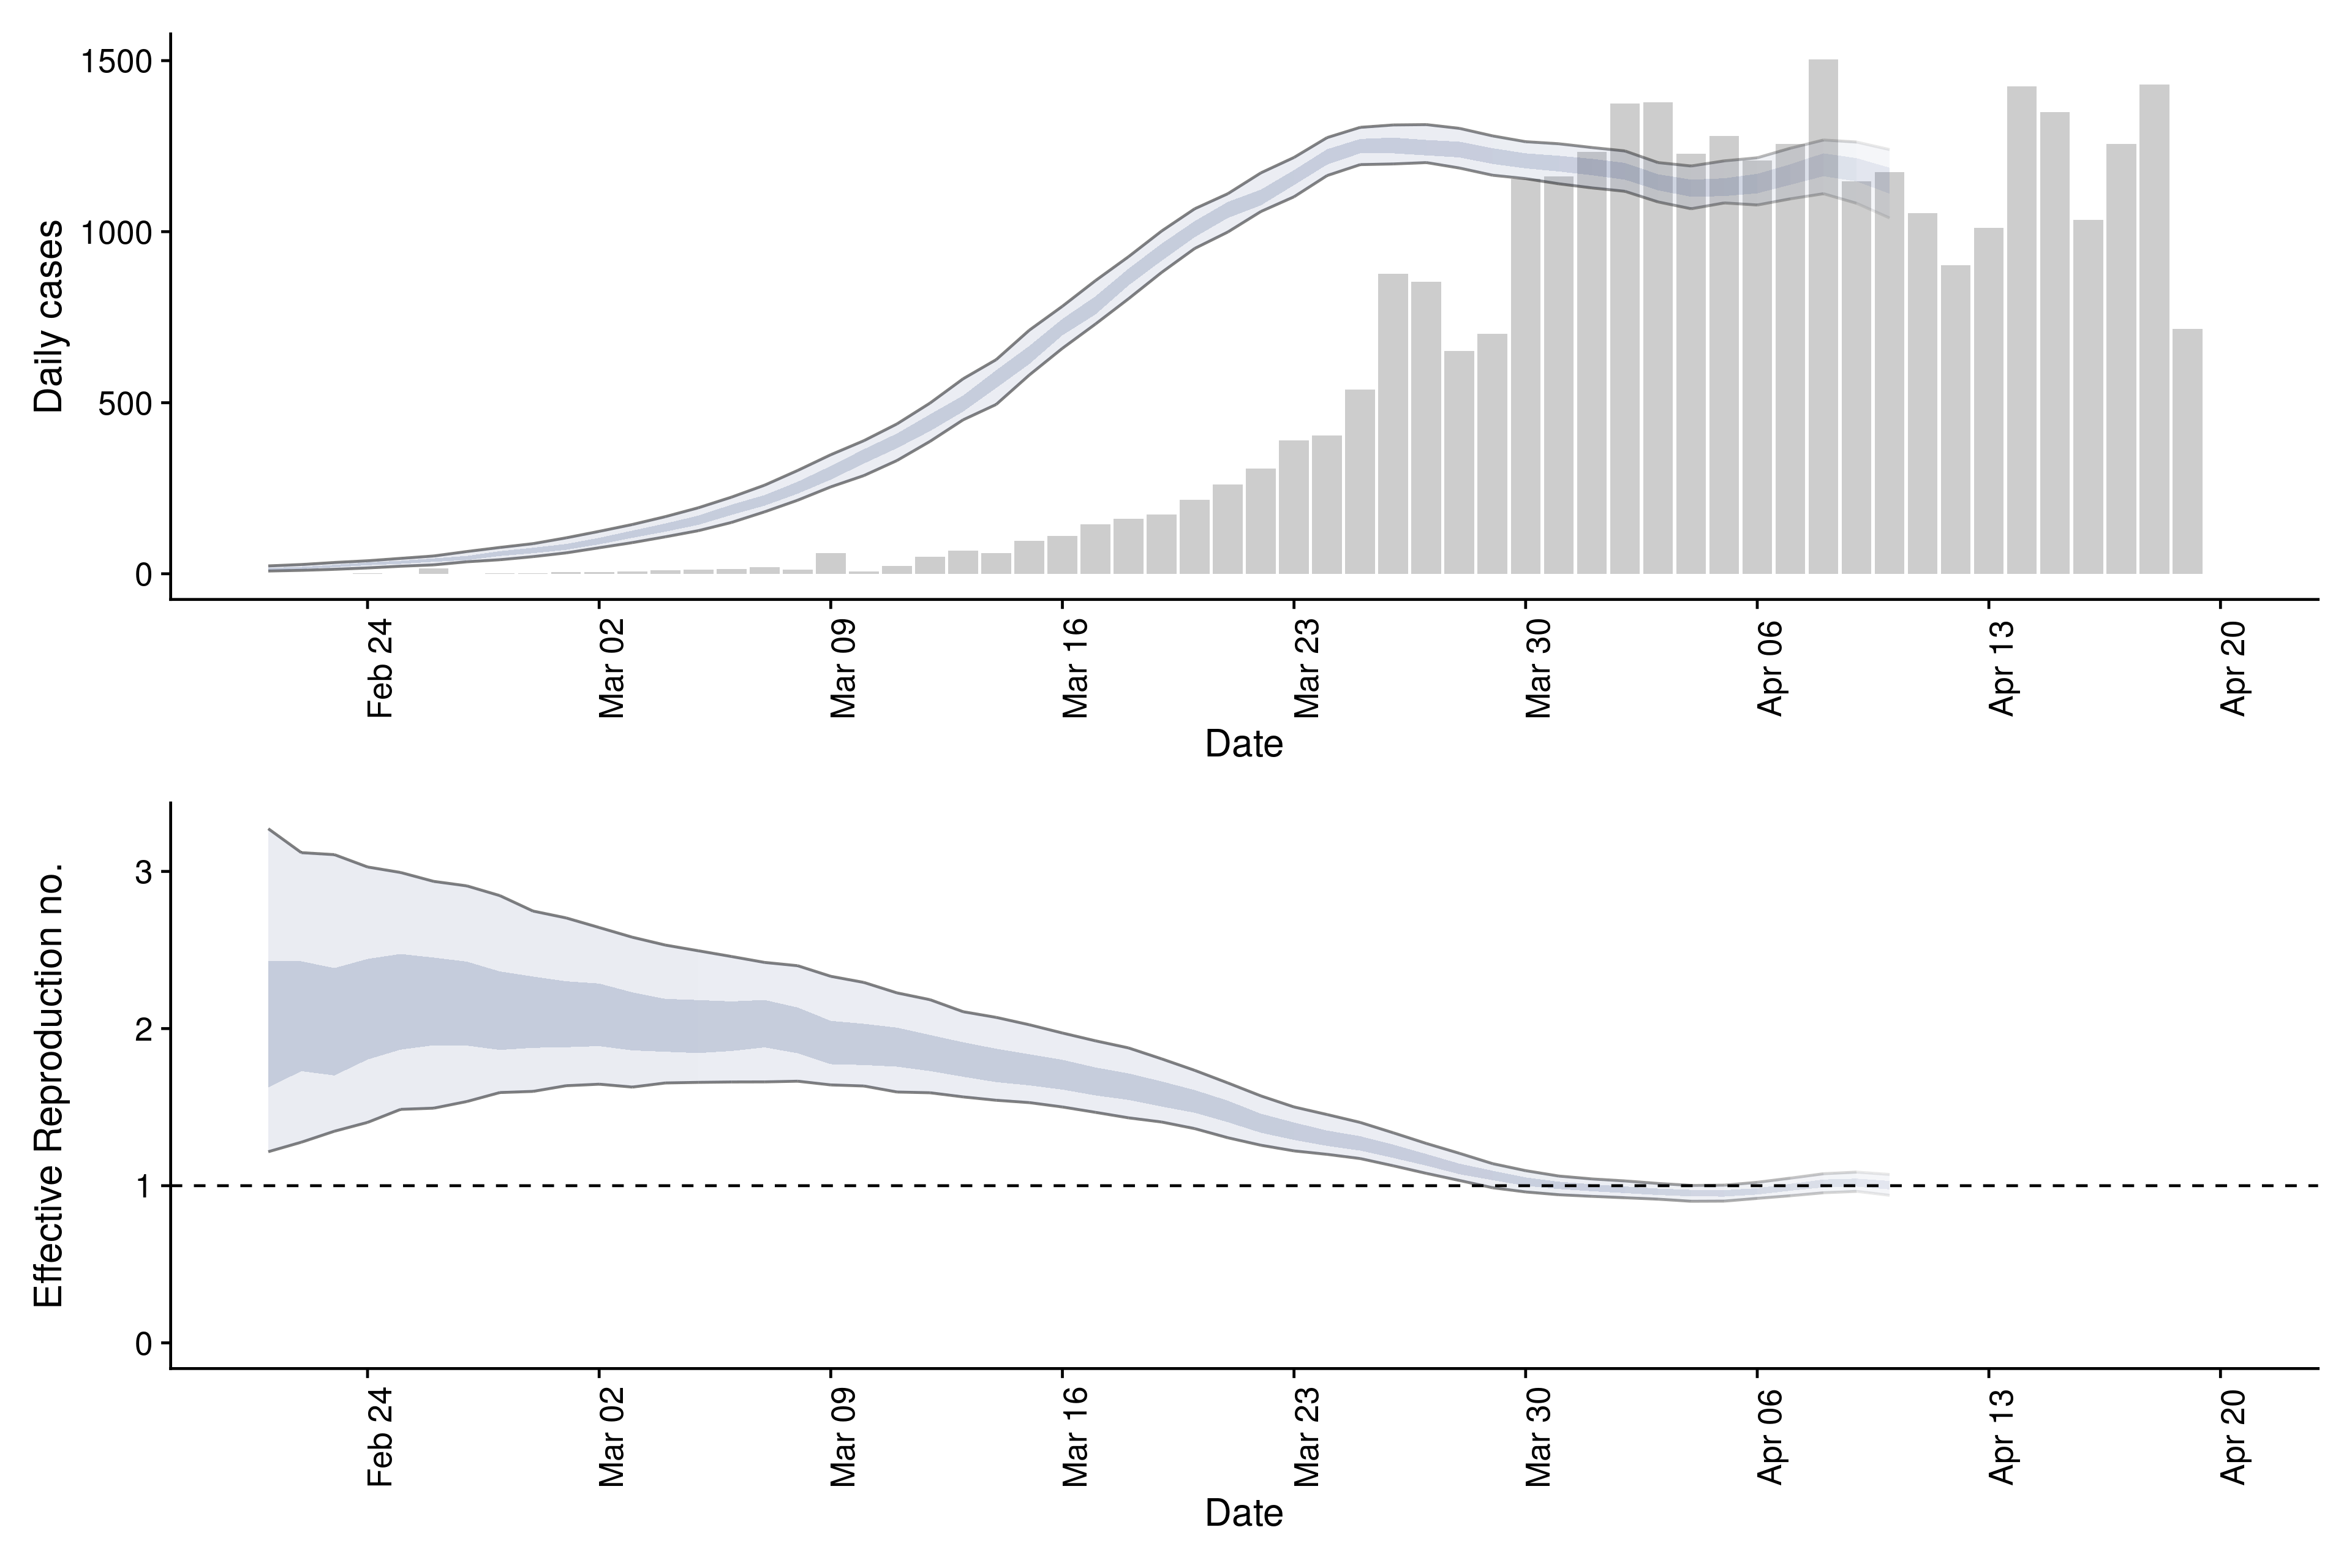 Daily cases
1500
1000
500
0
Feb 24
Mar 02
Mar 09
Mar 16
Mar 23
Mar 30
Apr 06
Apr 13
Apr 20
Date
Effective Reproduction no.
3
2
1
0
Feb 24
Mar 02
Mar 09
Mar 16
Mar 23
Mar 30
Apr 06
Apr 13
Apr 20
Date